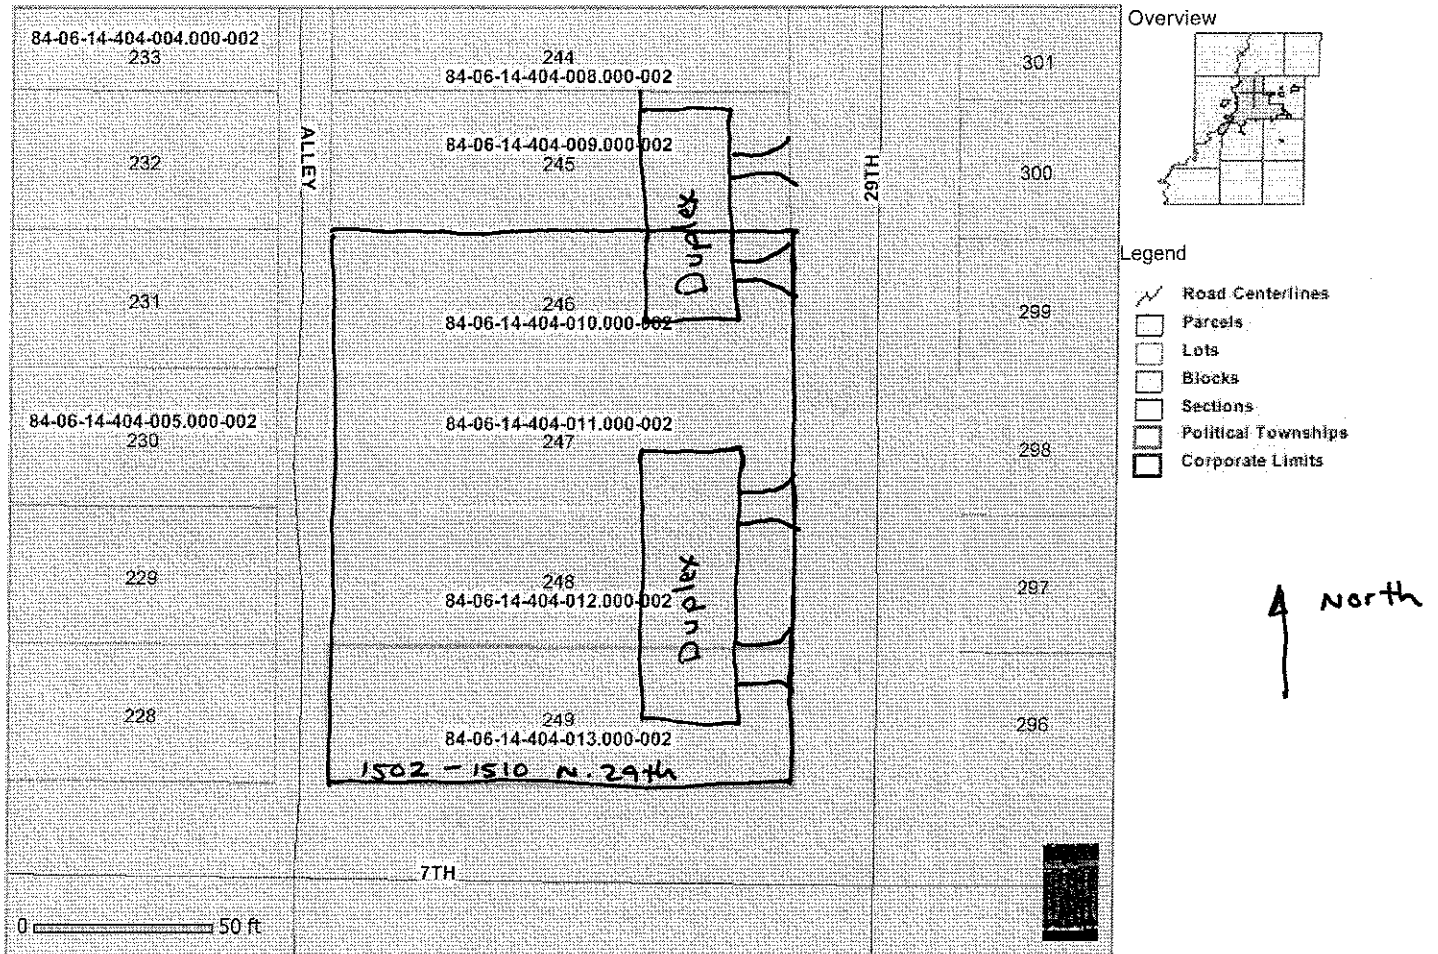 84-06-14-404-004.000-002
233
244
84-06-14-404-008.000-002
301
232
ALLEY
84-06-14-404-009.000-002
245
29TH
300
Duplex
231
246
84-06-14-404-010.000-002
299
84-06-14-404-005.000-002
230
84-06-14-404-011.000-002
247
298
229
248
84-06-14-404-012.000-002
Duplex
297
228
249
84-06-14-404-013.000-002
296
1502 - 1510 N. 29th
7TH
0 50 ft
Overview
Legend
Road Centerlines
Parcels
Lots
Blocks
Sections
Political Townships
Corporate Limits
North